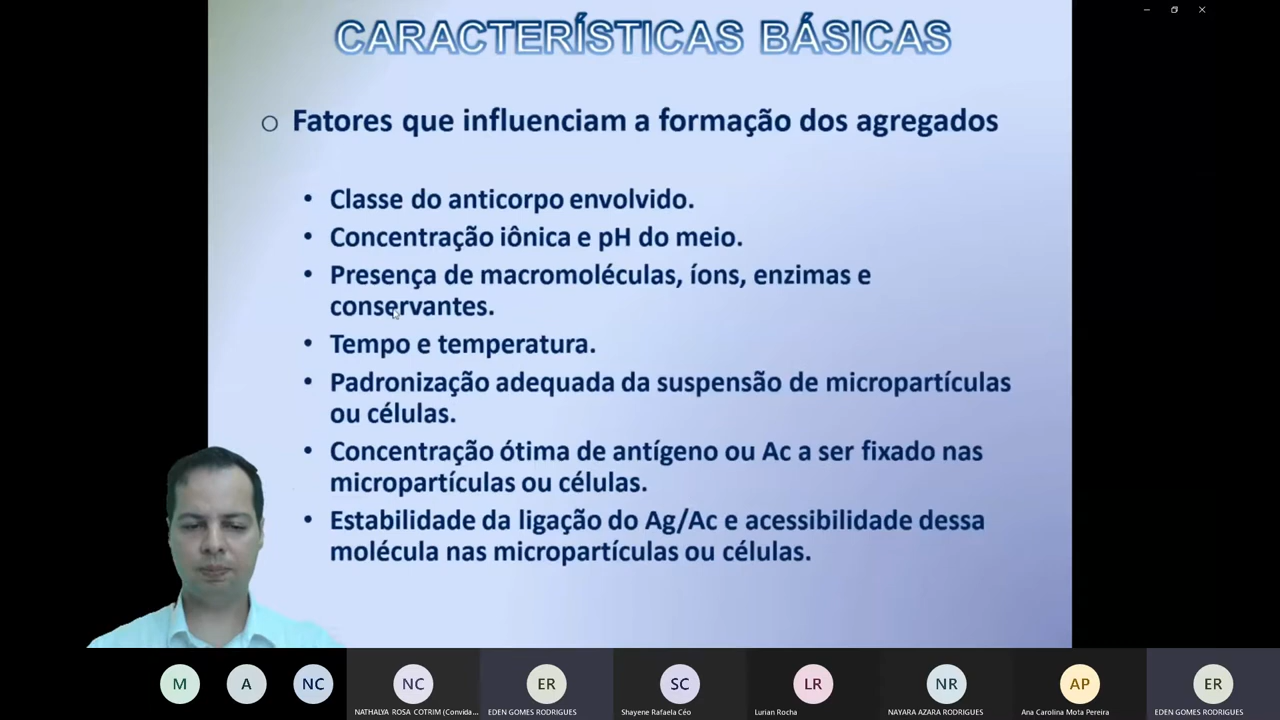 CARACTERÍSTICAS BÁSICAS
o Fatores que influenciam a formação dos agregados
• Classe do anticorpo envolvido.
• Concentração iônica e pH do meio.
• Presença de macromoléculas, íons, enzimas e
conservantes.
• Tempo e temperatura.
• Padronização adequada da suspensão de micropartículas
ou células.
• Concentração ótima de antígeno ou Ac a ser fixado nas
micropartículas ou células.
• Estabilidade da ligação do Ag/Ac e acessibilidade dessa
molécula nas micropartículas ou células.
M A NC NC ER SC LR NR AP ER
NATHALYA ROSA COTRIM (Convida... EDEN GOMES RODRIGUES Shayene Rafaela Céo Lurian Rocha NAYARA AZARA RODRIGUES Ana Carolina Mota Pereira EDEN GOMES RODRIGUES